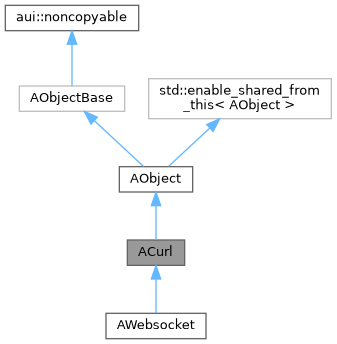 aui::noncopyable
AObjectBase
std::enable_shared_from
_this< AObject >
AObject
ACurl
AWebsocket